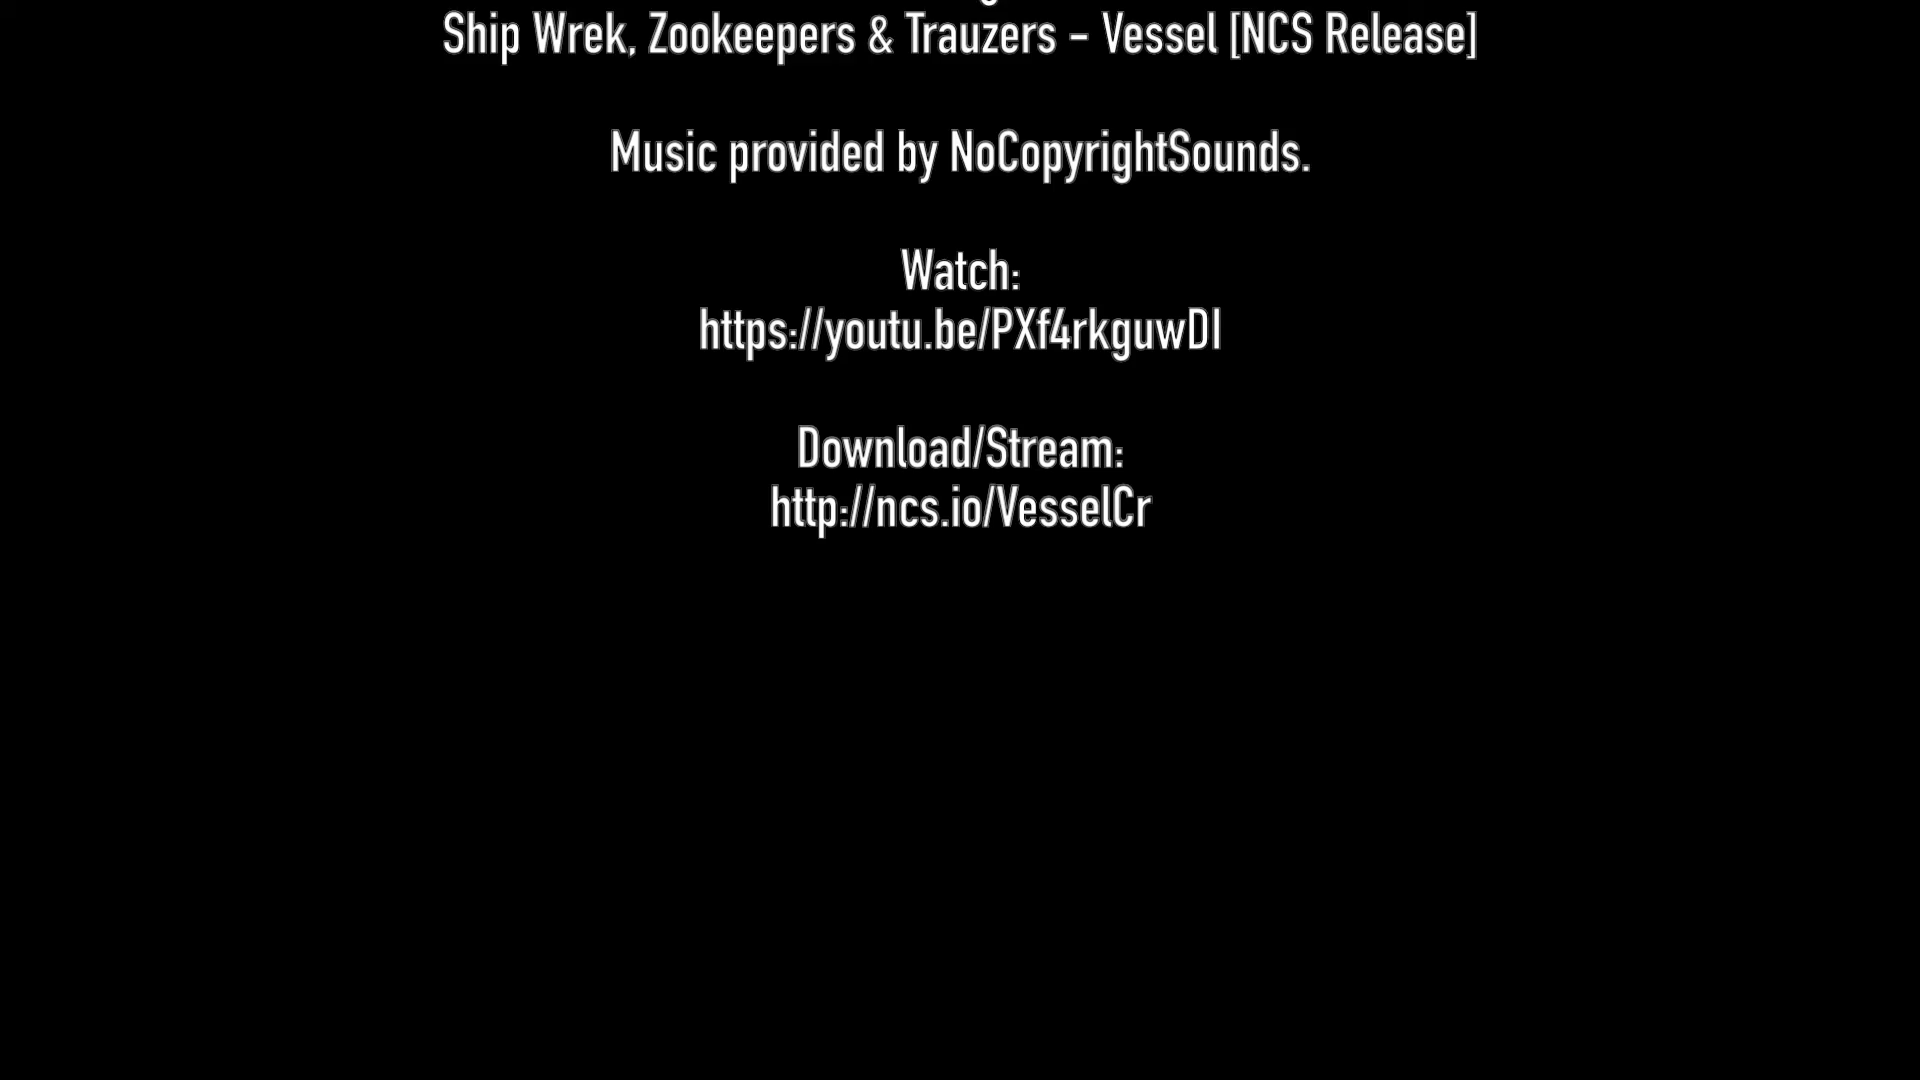 Ship Wrek, Zookeepers & Trauzers - Vessel [NCS Release]
Music provided by NoCopyrightSounds.
Watch:
https://youtu.be/PXf4rkguwDI
Download/Stream:
http://ncs.io/VesselCr